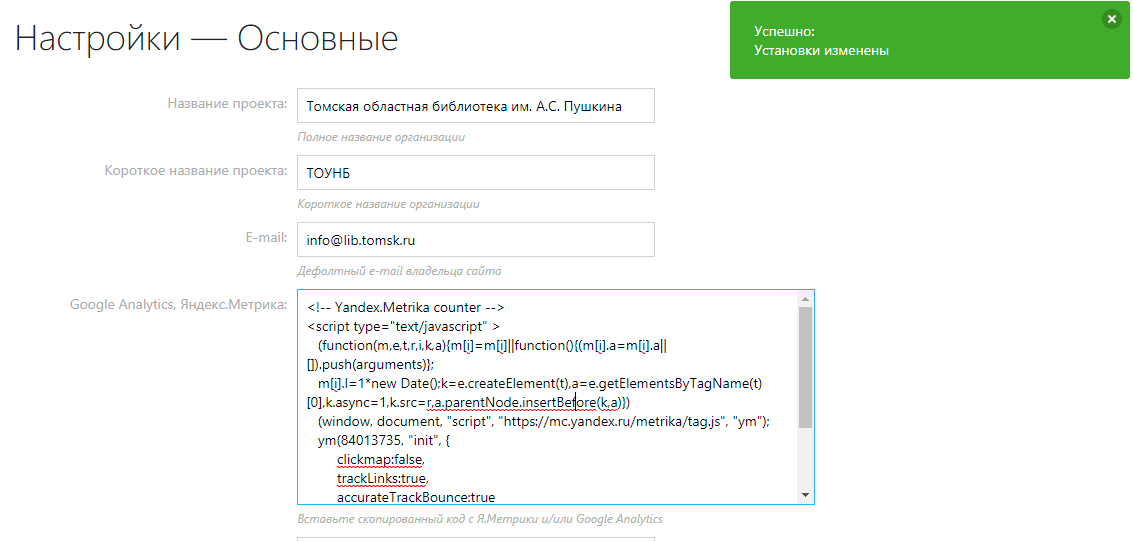 Настройки — Основные
Успешно:
Установки изменены
Название проекта:
Томская областная библиотека им. А.С. Пушкина
Полное название организации
Короткое название проекта:
ТОУНБ
Короткое название организации
E-mail:
info@lib.tomsk.ru
Дефолтный e-mail владельца сайта
Google Analytics, Яндекс.Метрика:
<!-- Yandex.Metrika counter -->
<script type="text/javascript" >
(function(m,e,t,r,i,k,a){m[i]=m[i]||function(){(m[i].a=m[i].a||
[]).push(arguments)};
m[i].l=1*new Date();k=e.createElement(t),a=e.getElementsByTagName(t)
[0],k.async=1,k.src=r,a.parentNode.insertBefore(k,a)})
(window, document, "script", "https://mc.yandex.ru/metrika/tag.js", "ym");
ym(84013735, "init", {
clickmap:false,
trackLinks:true,
accurateTrackBounce:true
Вставьте скопированный код с Я.Метрики и/или Google Analytics